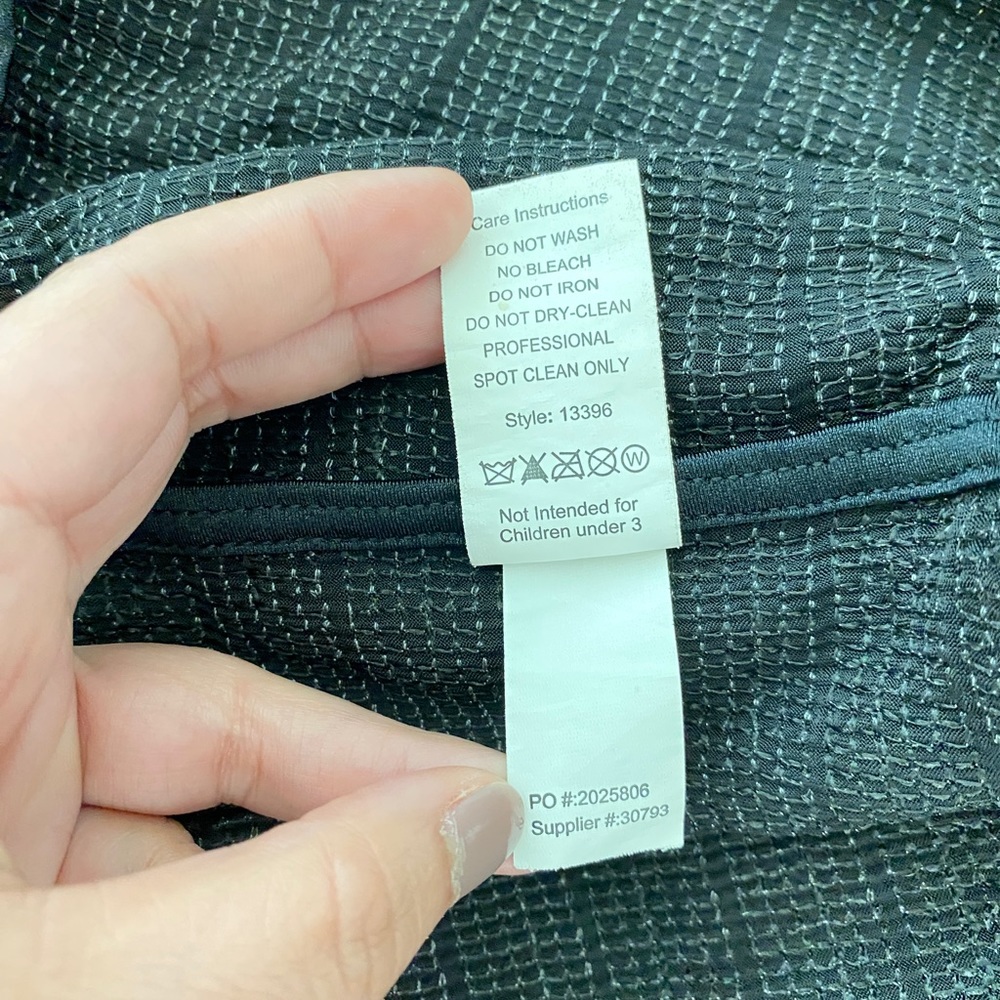 Care Instructions
DO NOT WASH
NO BLEACH
DO NOT IRON
DO NOT DRY-CLEAN
PROFESSIONAL
SPOT CLEAN ONLY
Style: 13396
W
Not Intended for
Children under 3
PO #:2025806
Supplier #:30793